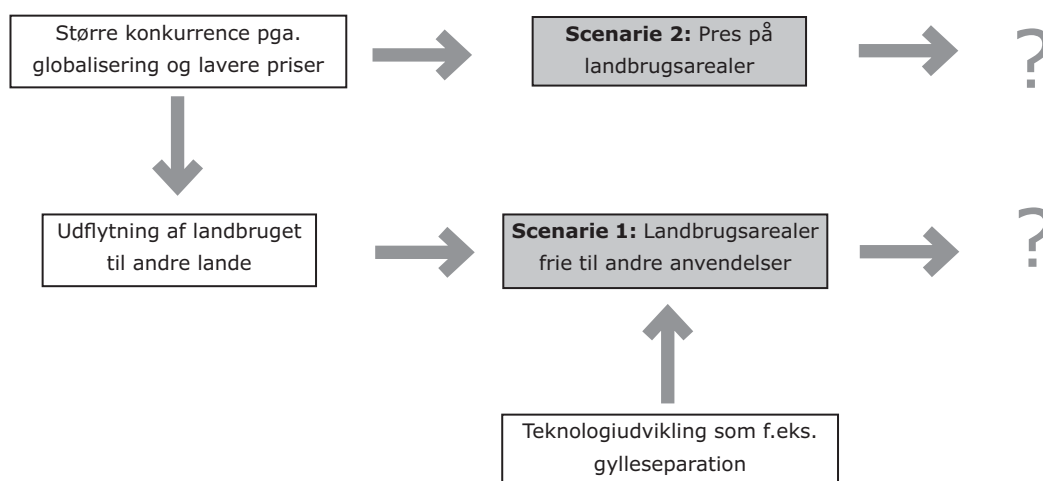 Større konkurrence pga.
globalisering og lavere priser
Scenarie 2: Pres på
landbrugsarealer
?
Udflytning af landbruget
til andre lande
Scenarie 1: Landbrugsarealer
frie til andre anvendelser
?
Teknologiudvikling som f.eks.
gylleseparation